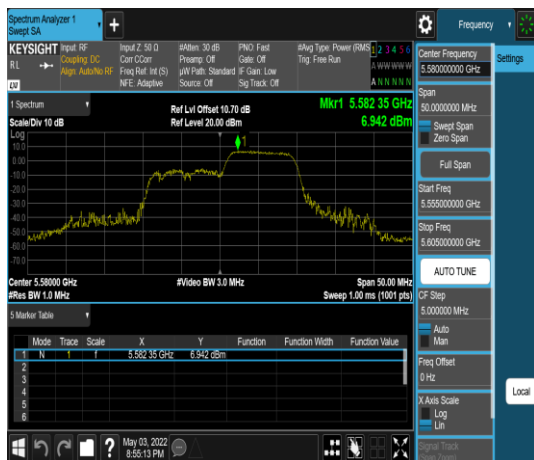 Spectrum Analyzer 1
Swept SA
Frequency
KEYSIGHT
RL
LXI
Input: RF
Coupling: DC
Align: Auto/No RF
Input Z: 50 Ω
Corr CCorr
Freq Ref: Int (S)
NFE: Adaptive
#Atten: 30 dB
Preamp: Off
µW Path: Standard
Source: Off
PNO: Fast
Gate: Off
IF Gain: Low
Sig Track: Off
#Avg Type: Power (RMS)
Trig: Free Run
1 2 3 4 5 6
A W W W W W
A N N N N N
1 Spectrum
Scale/Div 10 dB
Ref Lvl Offset 10.70 dB
Ref Level 20.00 dBm
Mkr1 5.582 35 GHz
6.942 dBm
Log
1
10.0
0.00
-10.0
-20.0
-30.0
-40.0
-50.0
-60.0
-70.0
Center 5.58000 GHz
#Res BW 1.0 MHz
#Video BW 3.0 MHz
Span 50.00 MHz
Sweep 1.00 ms (1001 pts)
5 Marker Table
Mode Trace Scale X Y Function Function Width Function Value
1 N 1 f 5.582 35 GHz 6.942 dBm
2
3
4
5
6
May 03, 2022
8:55:13 PM
Center Frequency
5.580000000 GHz
Span
50.0000000 MHz
Swept Span
Zero Span
Full Span
Start Freq
5.555000000 GHz
Stop Freq
5.605000000 GHz
AUTO TUNE
CF Step
5.000000 MHz
Auto
Man
Freq Offset
0 Hz
X Axis Scale
Log
Lin
Signal Track
(Span Zoom)
Settings
Local